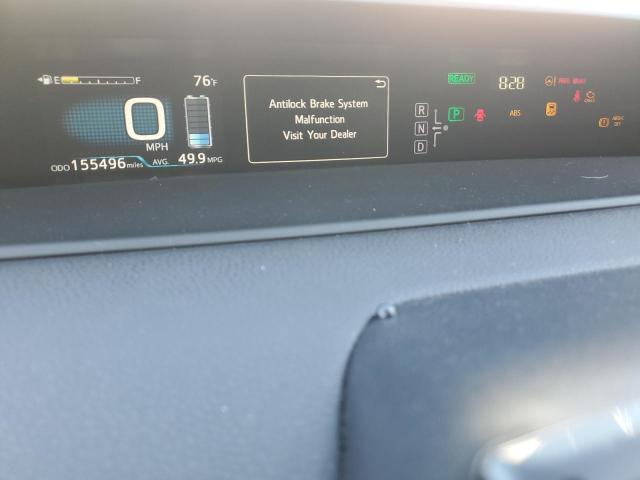 E F
76°F
0
MPH
ODO 155496 miles AVG. 49.9 MPG
Antilock Brake System
Malfunction
Visit Your Dealer
READY
8:28
R
N
D
P
ABS